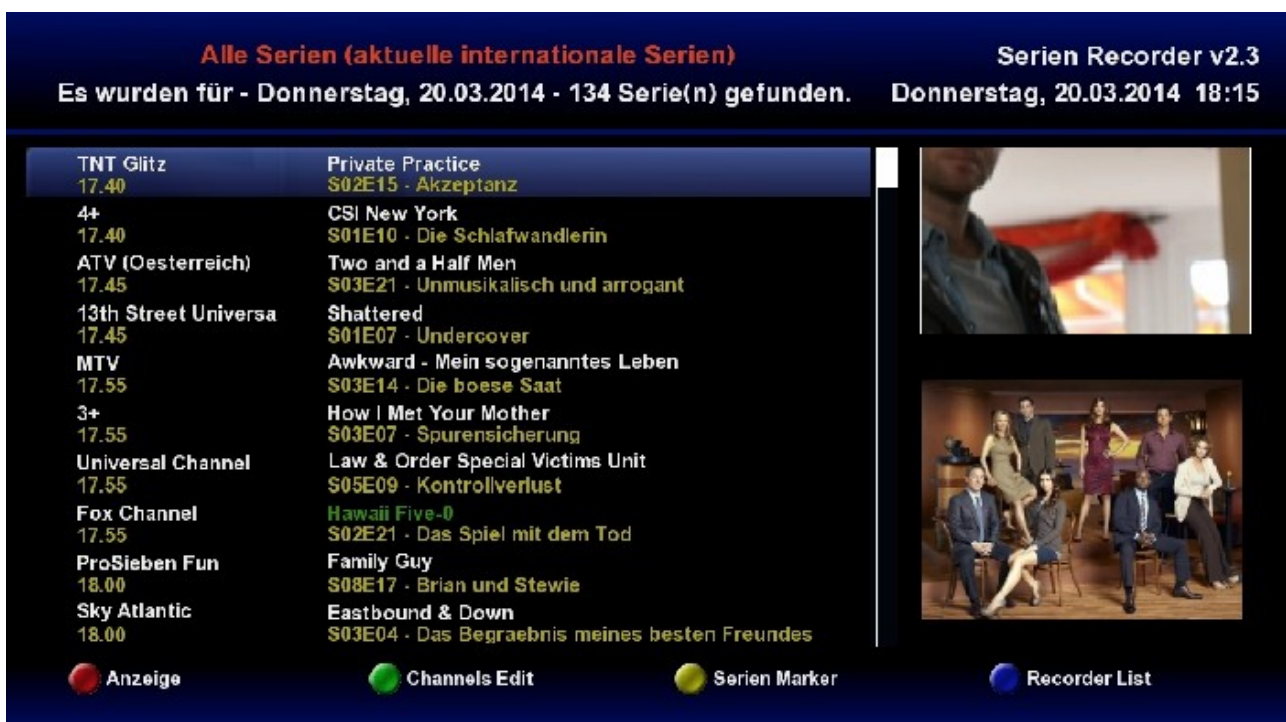 Alle Serien (aktuelle internationale Serien)
Serien Recorder v2.3
Es wurden für - Donnerstag, 20.03.2014 - 134 Serie(n) gefunden.
Donnerstag, 20.03.2014 18:15
TNT Glitz Private Practice
17.40 S02E15 - Akzeptanz
4+ CSI New York
17.40 S01E10 - Die Schlafwandlerin
ATV (Oesterreich) Two and a Half Men
17.45 S03E21 - Unmusikalisch und arrogant
13th Street Universa Shattered
17.45 S01E07 - Undercover
MTV Awkward - Mein sogenanntes Leben
17.55 S03E14 - Die boese Saat
3+ How I Met Your Mother
17.55 S03E07 - Spurensicherung
Universal Channel Law & Order Special Victims Unit
17.55 S05E09 - Kontrollverlust
Fox Channel Hawaii Five-0
17.55 S02E21 - Das Spiel mit dem Tod
ProSieben Fun Family Guy
18.00 S08E17 - Brian und Stewie
Sky Atlantic Eastbound & Down
18.00 S03E04 - Das Begraebnis meines besten Freundes
Anzeige Channels Edit Serien Marker Recorder List